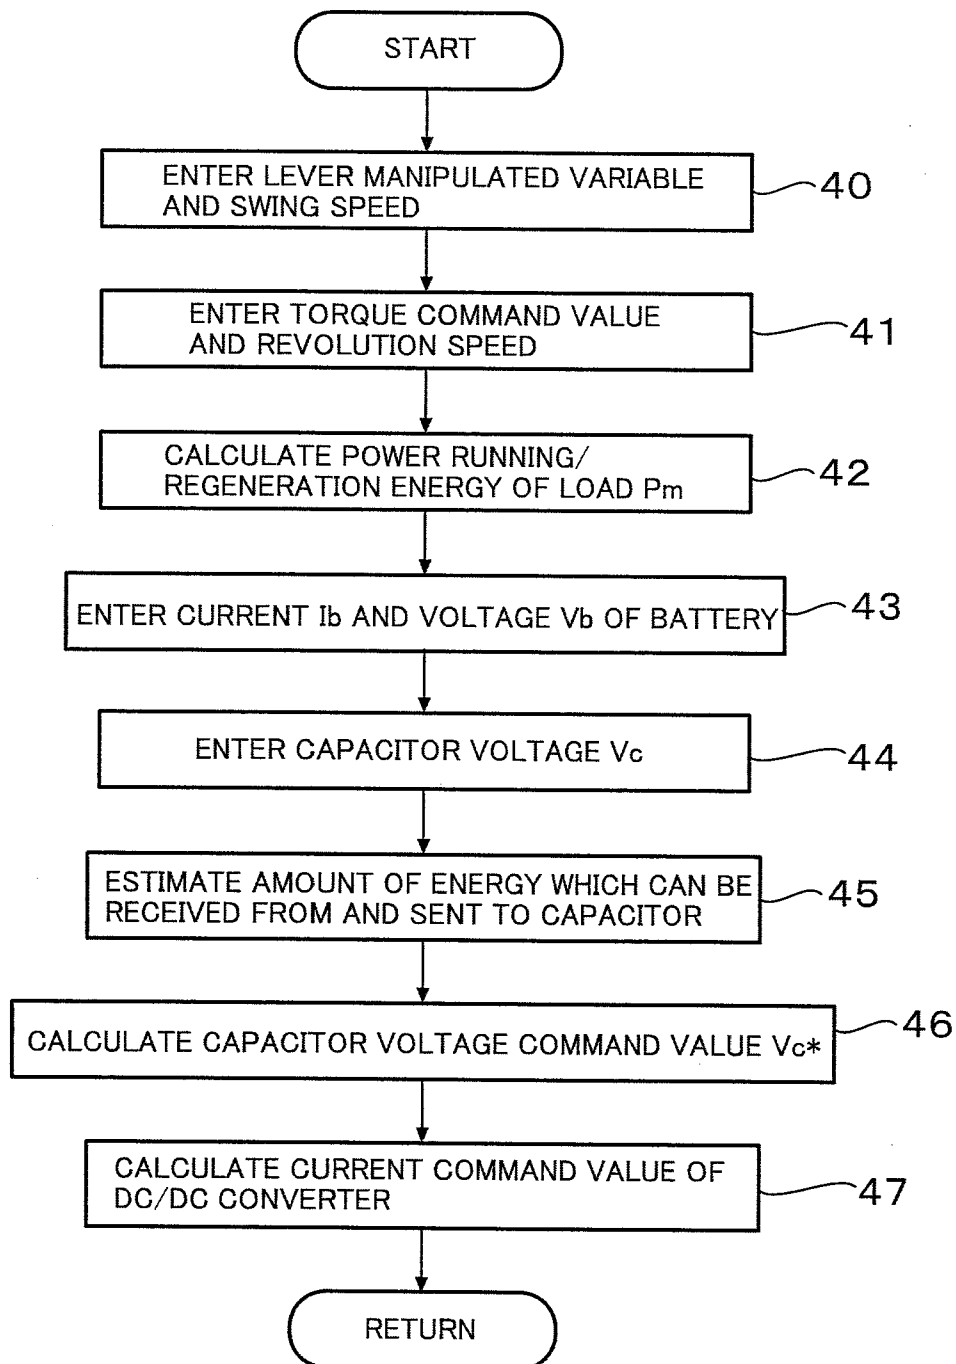 START
ENTER LEVER MANIPULATED VARIABLE
AND SWING SPEED
40
ENTER TORQUE COMMAND VALUE
AND REVOLUTION SPEED
41
CALCULATE POWER RUNNING/
REGENERATION ENERGY OF LOAD Pm
42
ENTER CURRENT Ib AND VOLTAGE Vb OF BATTERY
43
ENTER CAPACITOR VOLTAGE Vc
44
ESTIMATE AMOUNT OF ENERGY WHICH CAN BE
RECEIVED FROM AND SENT TO CAPACITOR
45
CALCULATE CAPACITOR VOLTAGE COMMAND VALUE Vc*
46
CALCULATE CURRENT COMMAND VALUE OF
DC/DC CONVERTER
47
RETURN